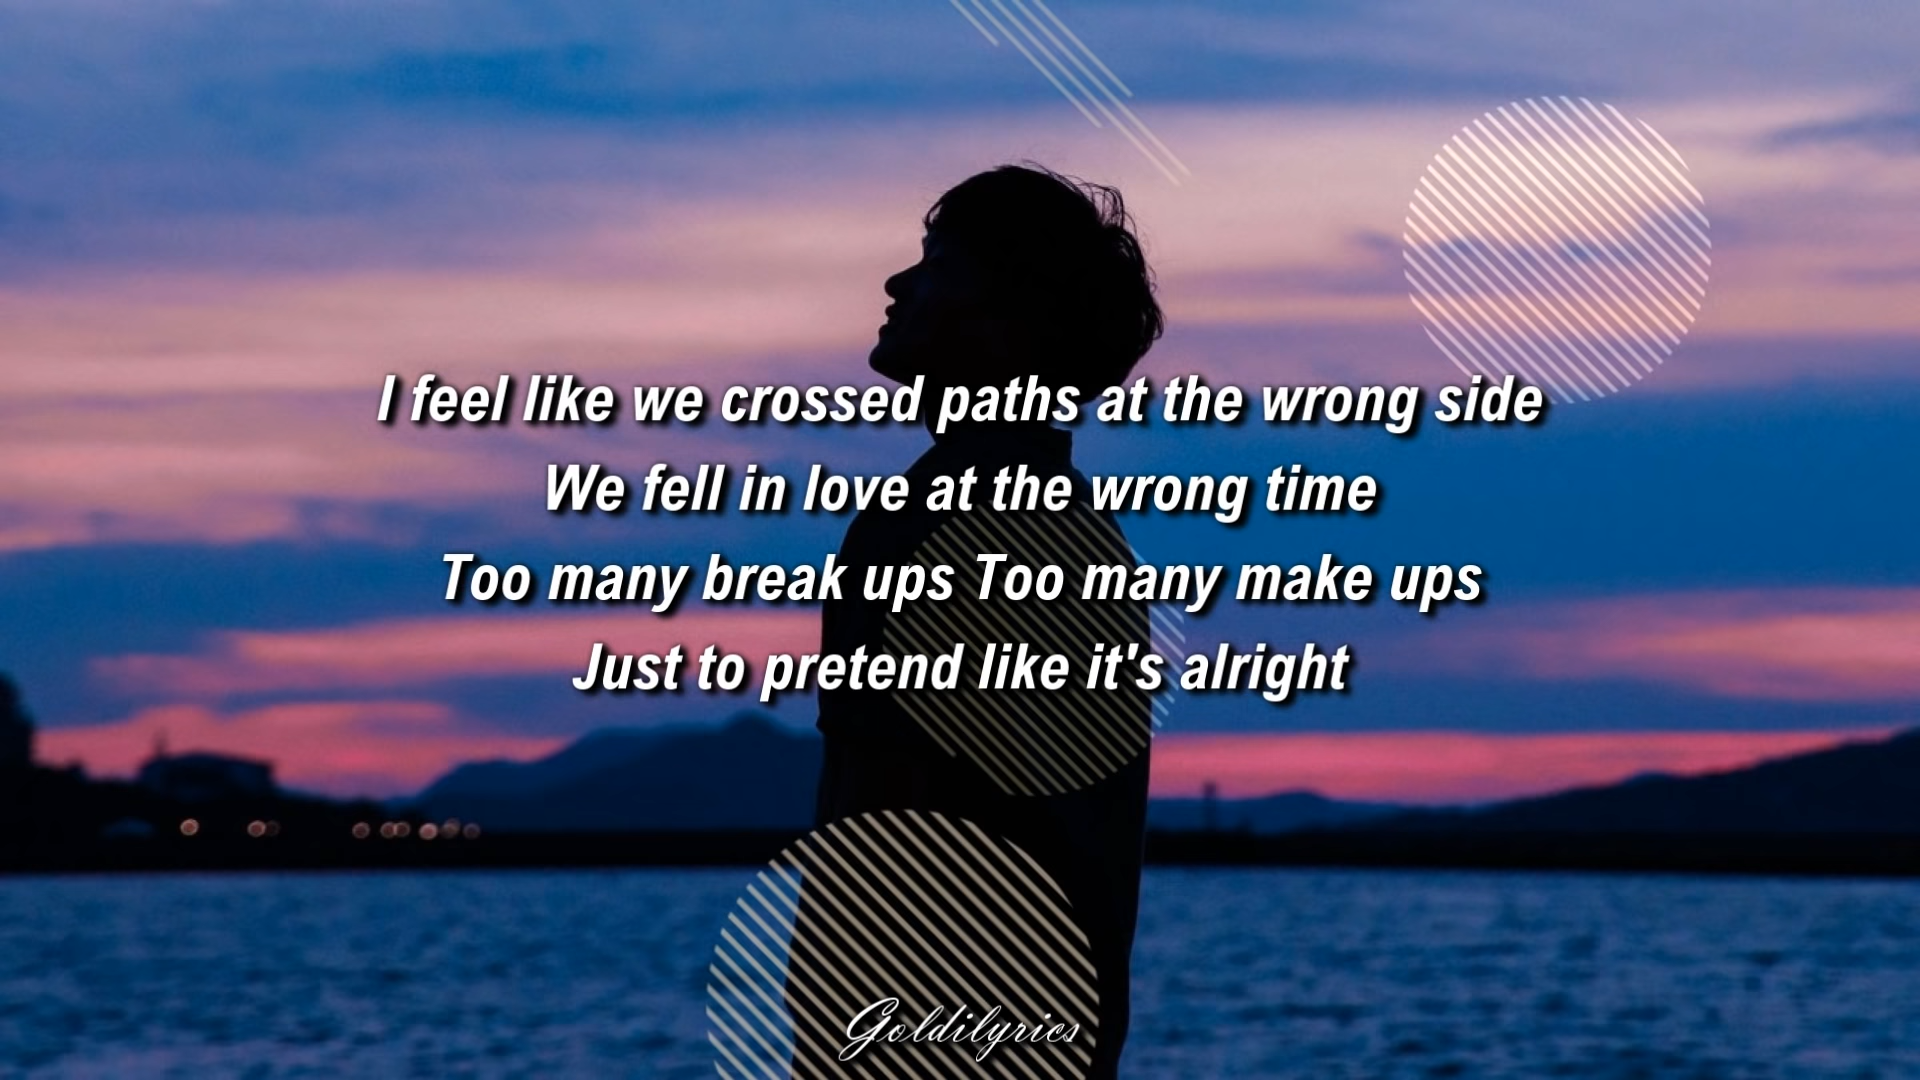 I feel like we crossed paths at the wrong side
We fell in love at the wrong time
Too many break ups Too many make ups
Just to pretend like it's alright
Goldilyrics